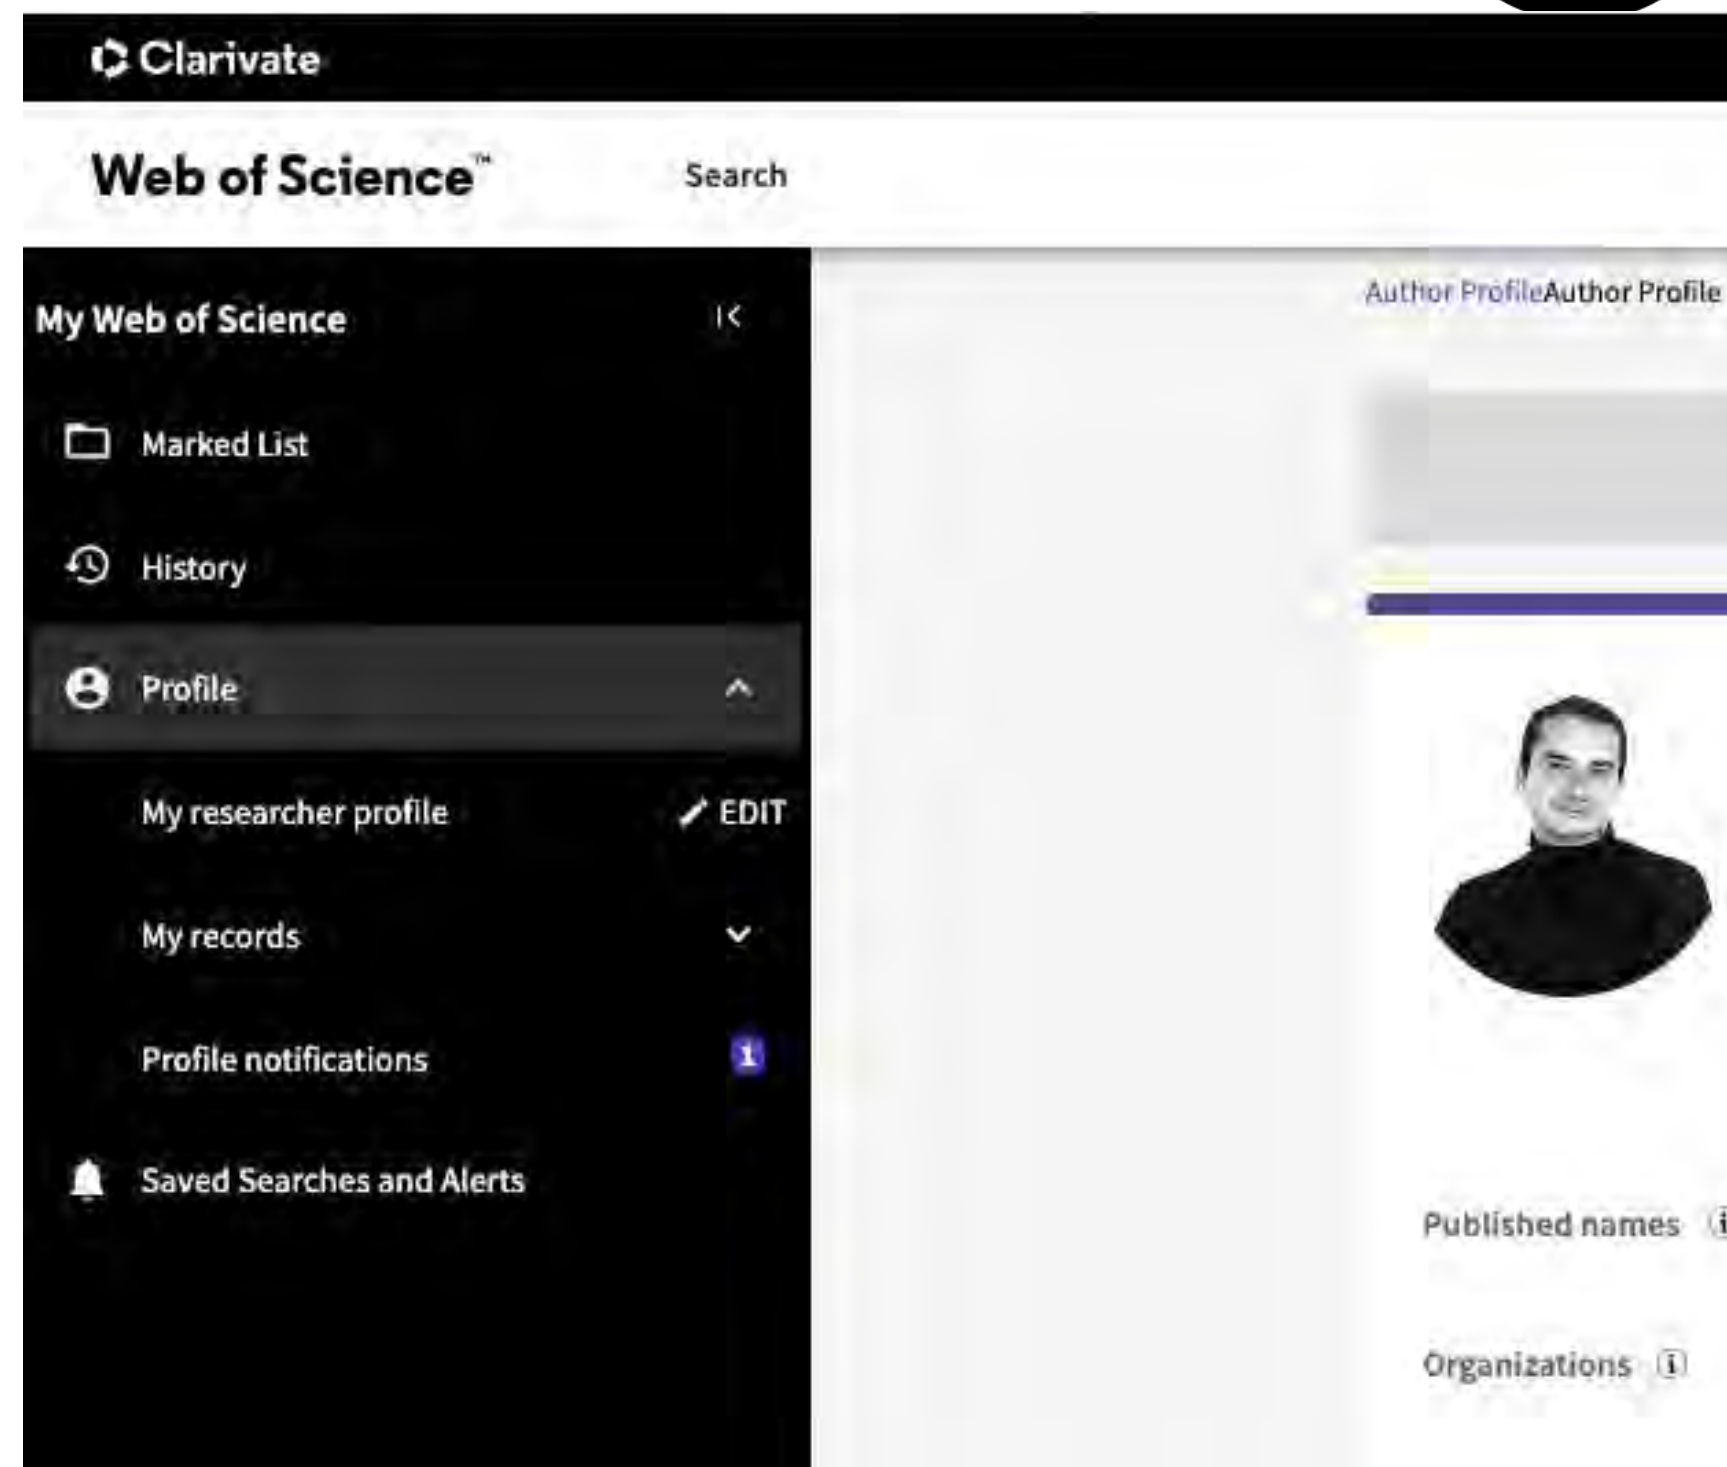 Clarivate
Web of Science™
Search
My Web of Science
Marked List
History
Profile
My researcher profile
EDIT
My records
Profile notifications
1
Saved Searches and Alerts
Author ProfileAuthor Profile
Published names
Organizations